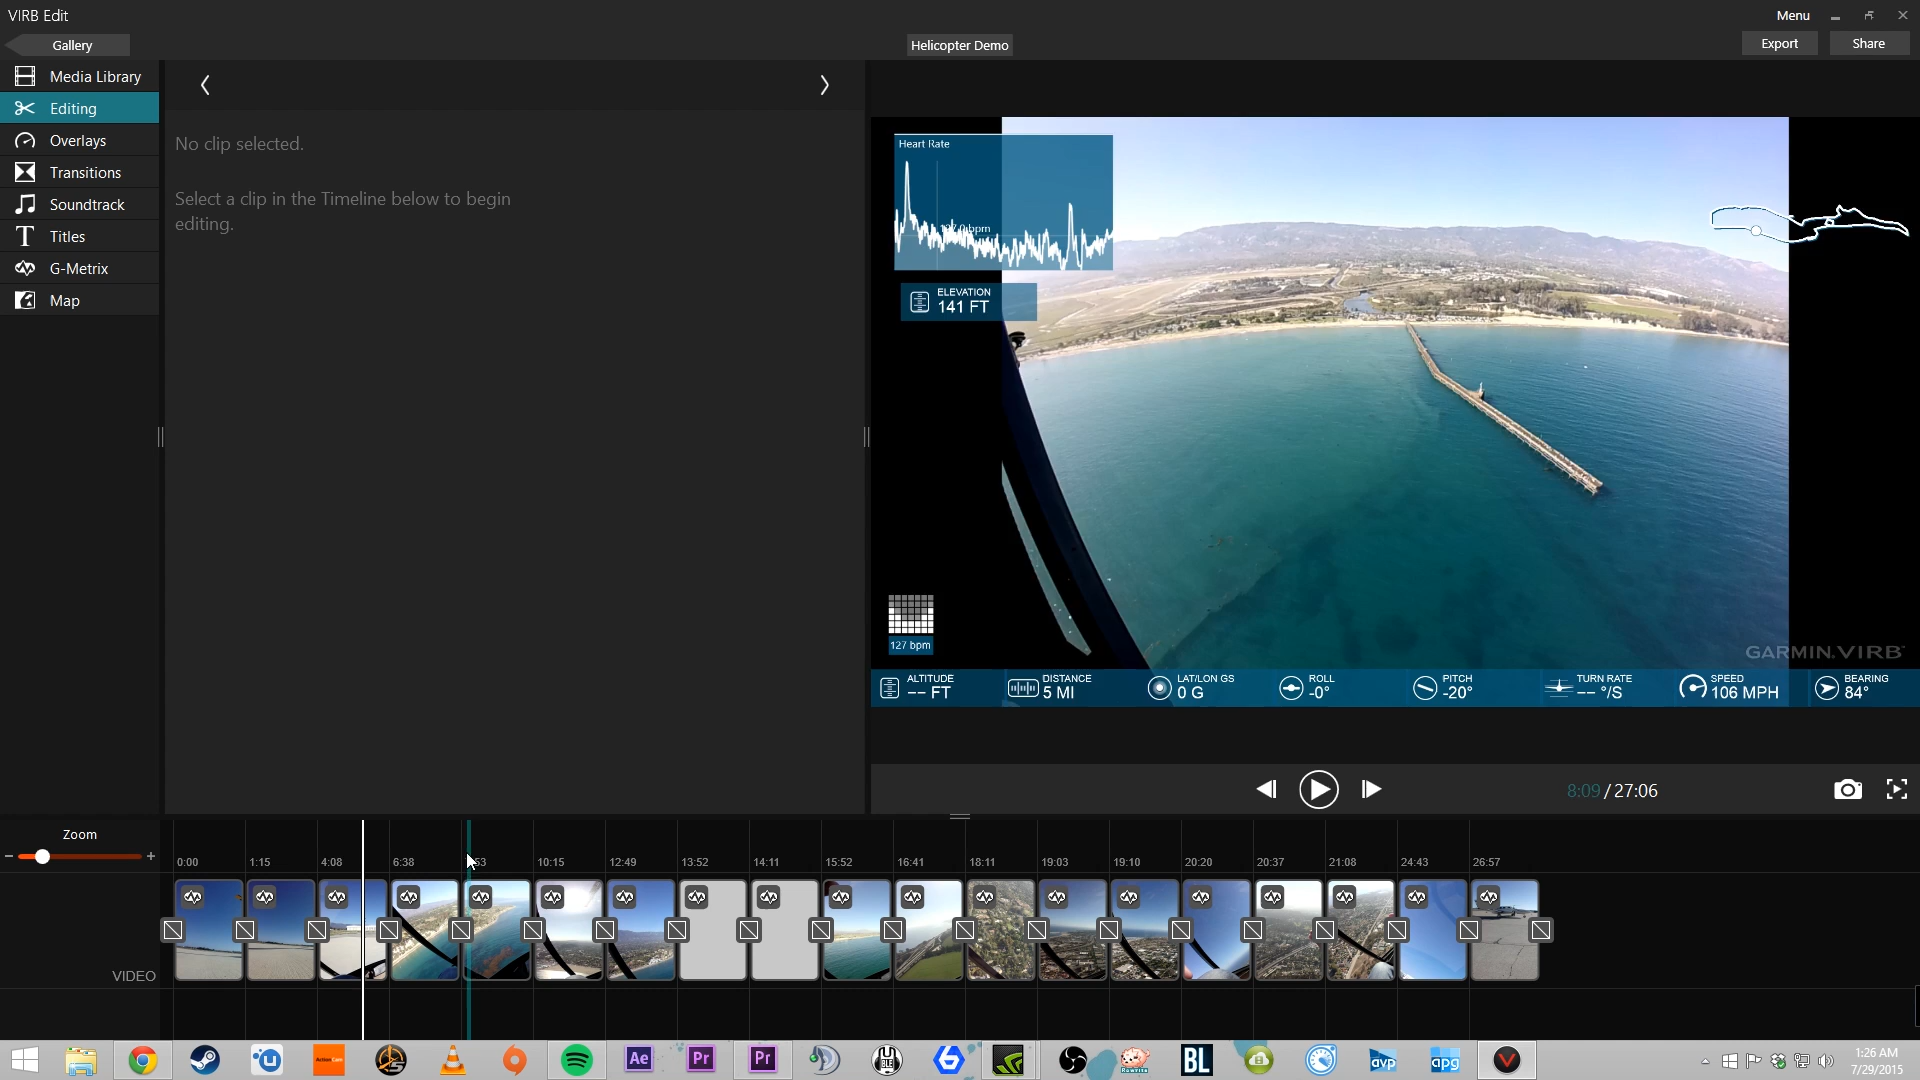 VIRB Edit
Menu
Gallery
Helicopter Demo
Export
Share
Media Library
Editing
Overlays
Transitions
Soundtrack
Titles
G-Metrix
Map
No clip selected.
Select a clip in the Timeline below to begin
editing.
Heart Rate
ELEVATION
141 FT
127 bpm
GARMIN.VIRB
ALTITUDE
-- FT
DISTANCE
5 MI
LAT/LON GS
0 G
ROLL
-0°
PITCH
-20°
TURN RATE
-- °/S
SPEED
106 MPH
BEARING
84°
8:09 / 27:06
Zoom
0:00 1:15 4:08 6:38 :53 10:15 12:49 13:52 14:11 15:52 16:41 18:11 19:03 19:10 20:20 20:37 21:08 24:43 26:57
VIDEO
Ae Pr Pr BL avp apg
1:26 AM
7/29/2015